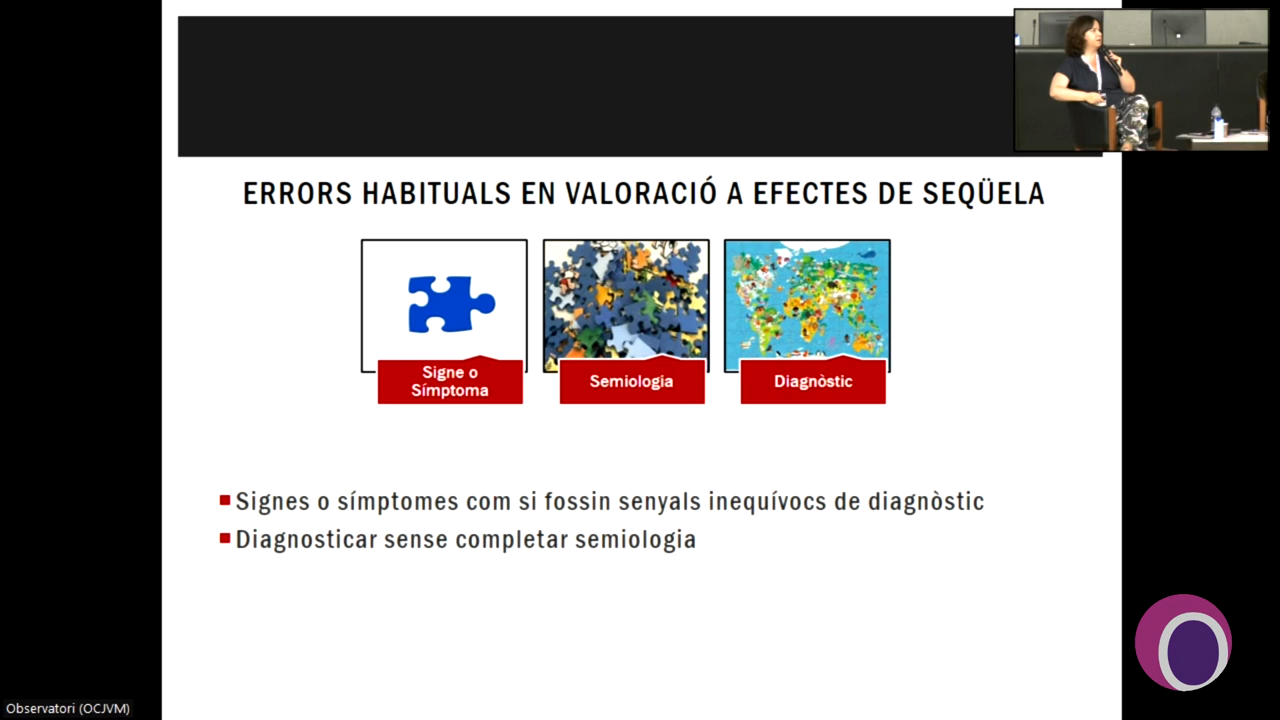 ERRORS HABITUALS EN VALORACIÓ A EFECTES DE SEQÜELA
Signe o
Símptoma
Semiologia
Diagnòstic
Signes o símptomes com si fossin senyals inequívocs de diagnòstic
Diagnosticar sense completar semiologia
Observatori (OCJVM)